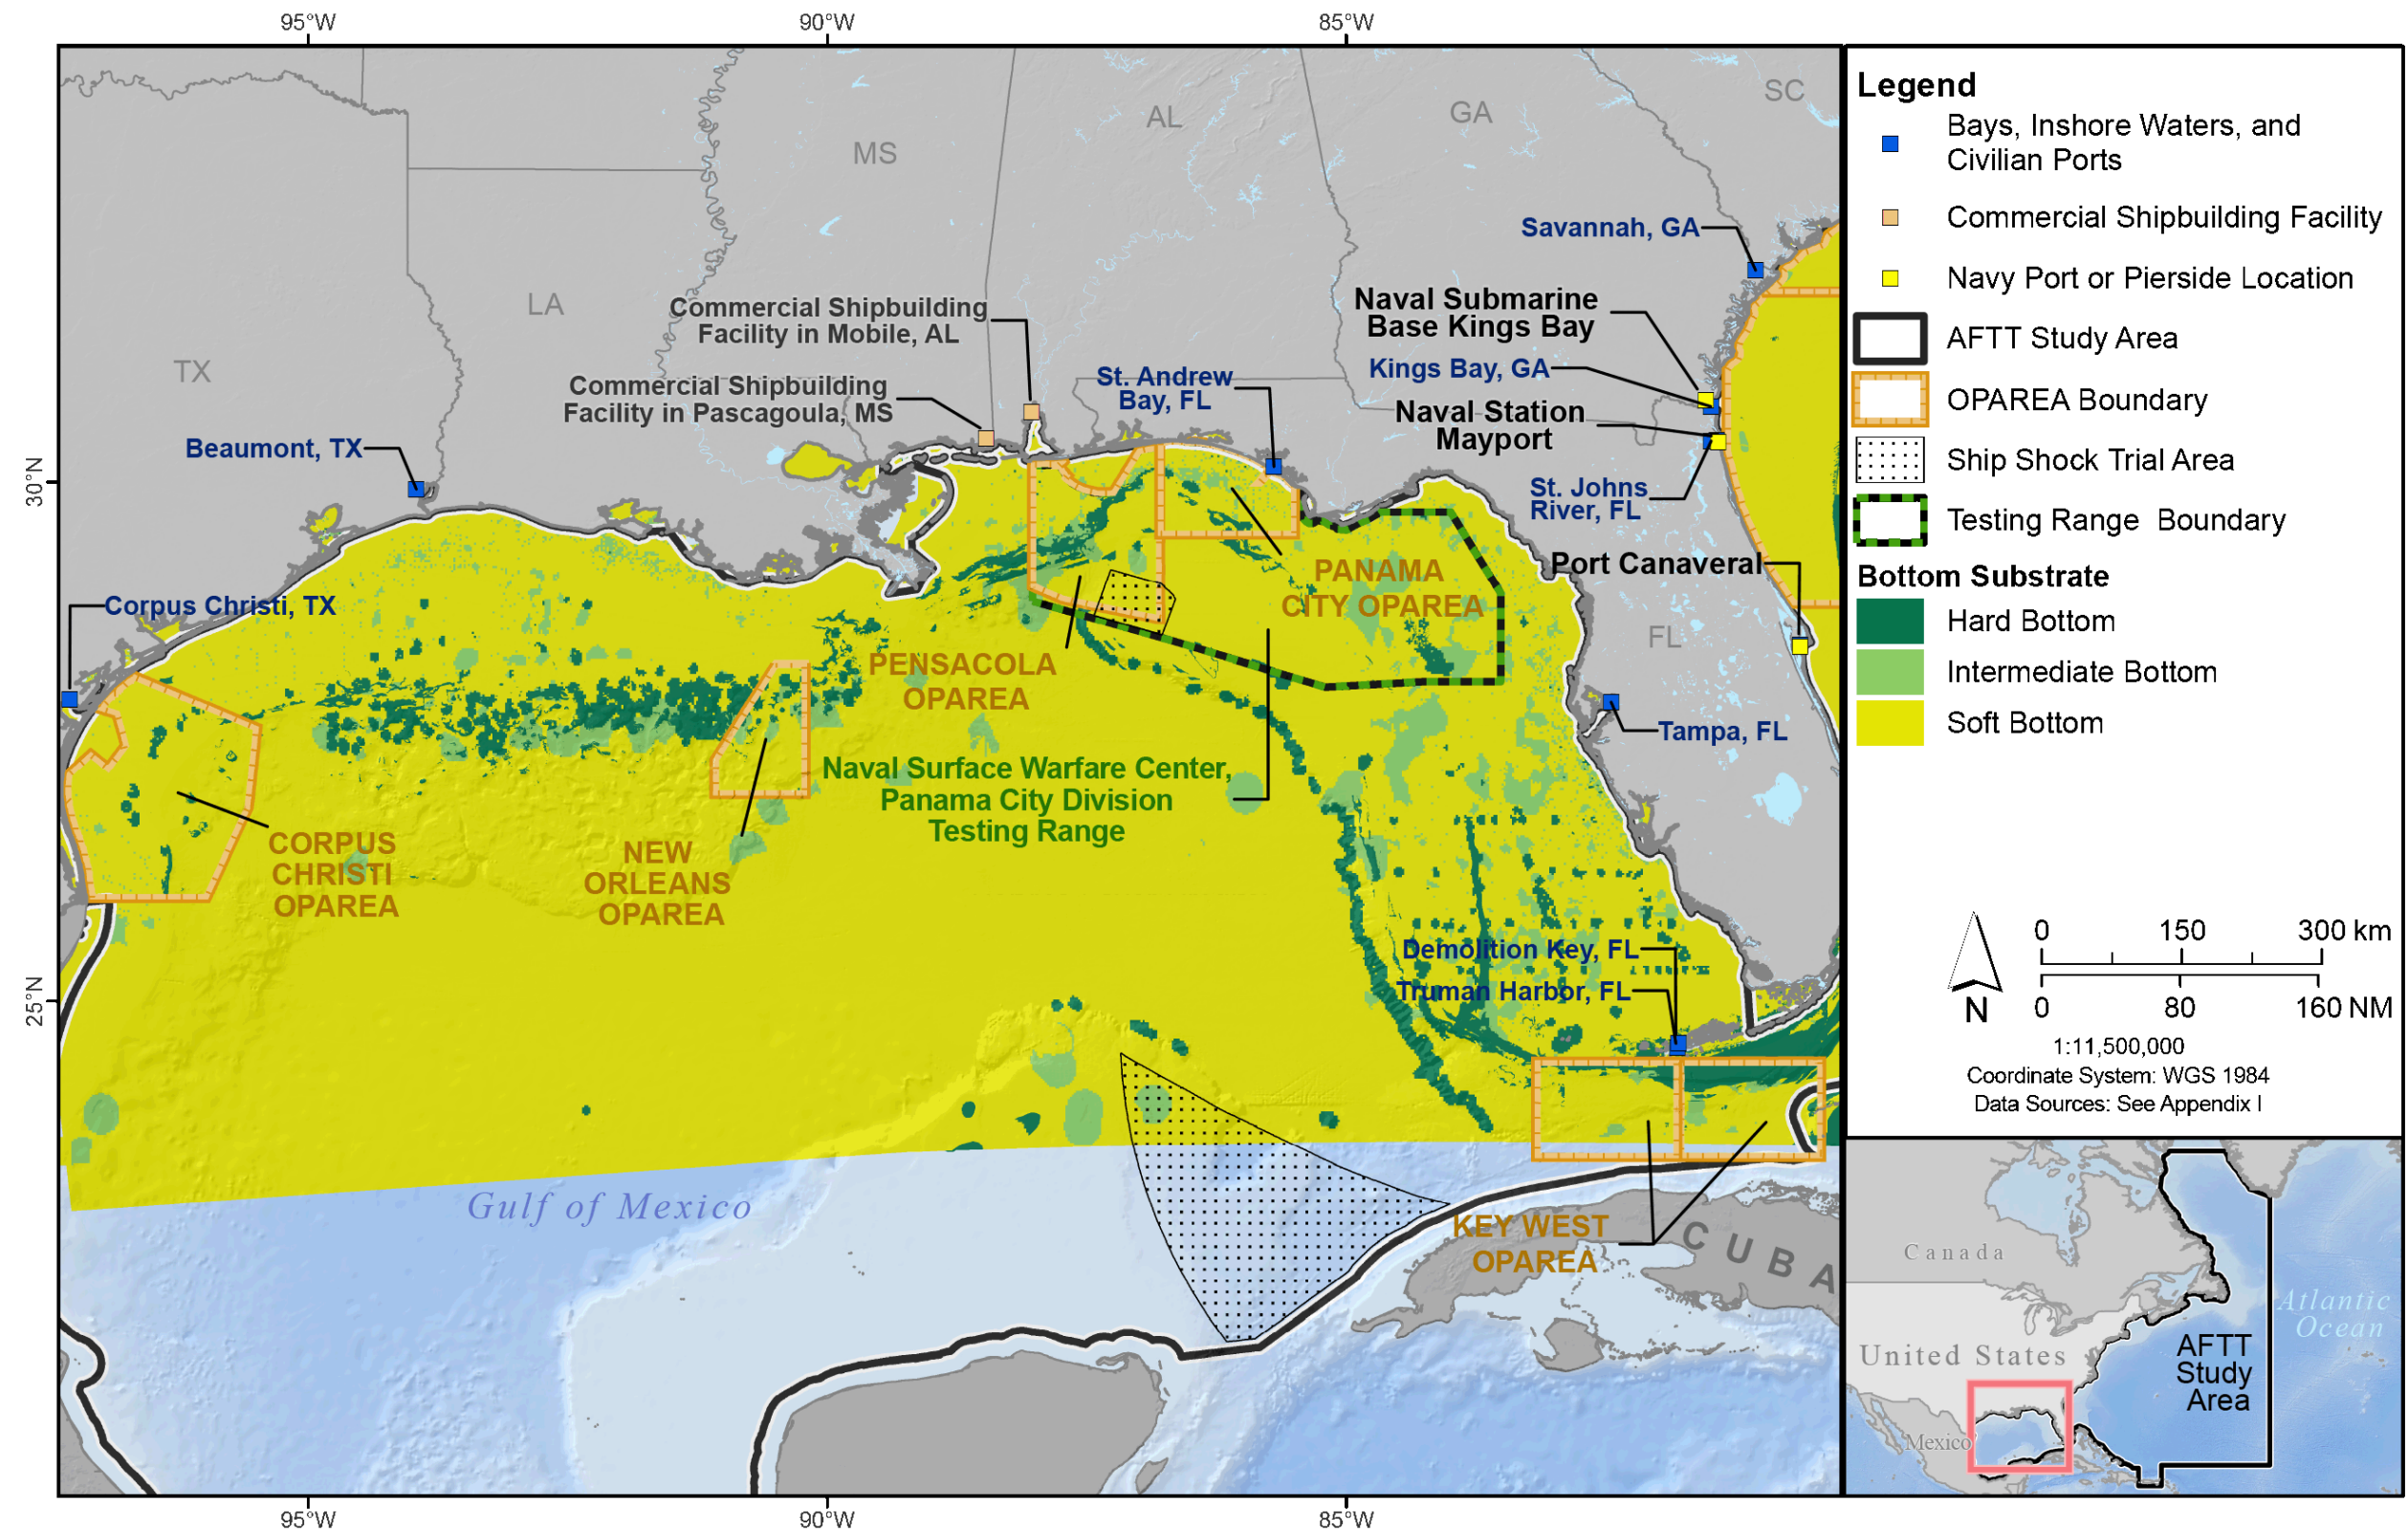 95°W
90°W
85°W
30°N
25°N
95°W
90°W
85°W
TX
LA
MS
AL
GA
SC
FL
Savannah, GA
Naval Submarine
Base Kings Bay
Kings Bay, GA
Naval Station
Mayport
St. Johns
River, FL
Port Canaveral
Commercial Shipbuilding
Facility in Mobile, AL
Commercial Shipbuilding
Facility in Pascagoula, MS
St. Andrew
Bay, FL
Beaumont, TX
Corpus Christi, TX
PANAMA
CITY OPAREA
PENSACOLA
OPAREA
Tampa, FL
Naval Surface Warfare Center,
Panama City Division
Testing Range
CORPUS
CHRISTI
OPAREA
NEW
ORLEANS
OPAREA
Demolition Key, FL
Truman Harbor, FL
Gulf of Mexico
KEY WEST
OPAREA
CUBA
Legend
Bays, Inshore Waters, and
Civilian Ports
Commercial Shipbuilding Facility
Navy Port or Pierside Location
AFTT Study Area
OPAREA Boundary
Ship Shock Trial Area
Testing Range Boundary
Bottom Substrate
Hard Bottom
Intermediate Bottom
Soft Bottom
N
0 150 300 km
0 80 160 NM
1:11,500,000
Coordinate System: WGS 1984
Data Sources: See Appendix I
Canada
United States
Mexico
Atlantic
Ocean
AFTT
Study
Area